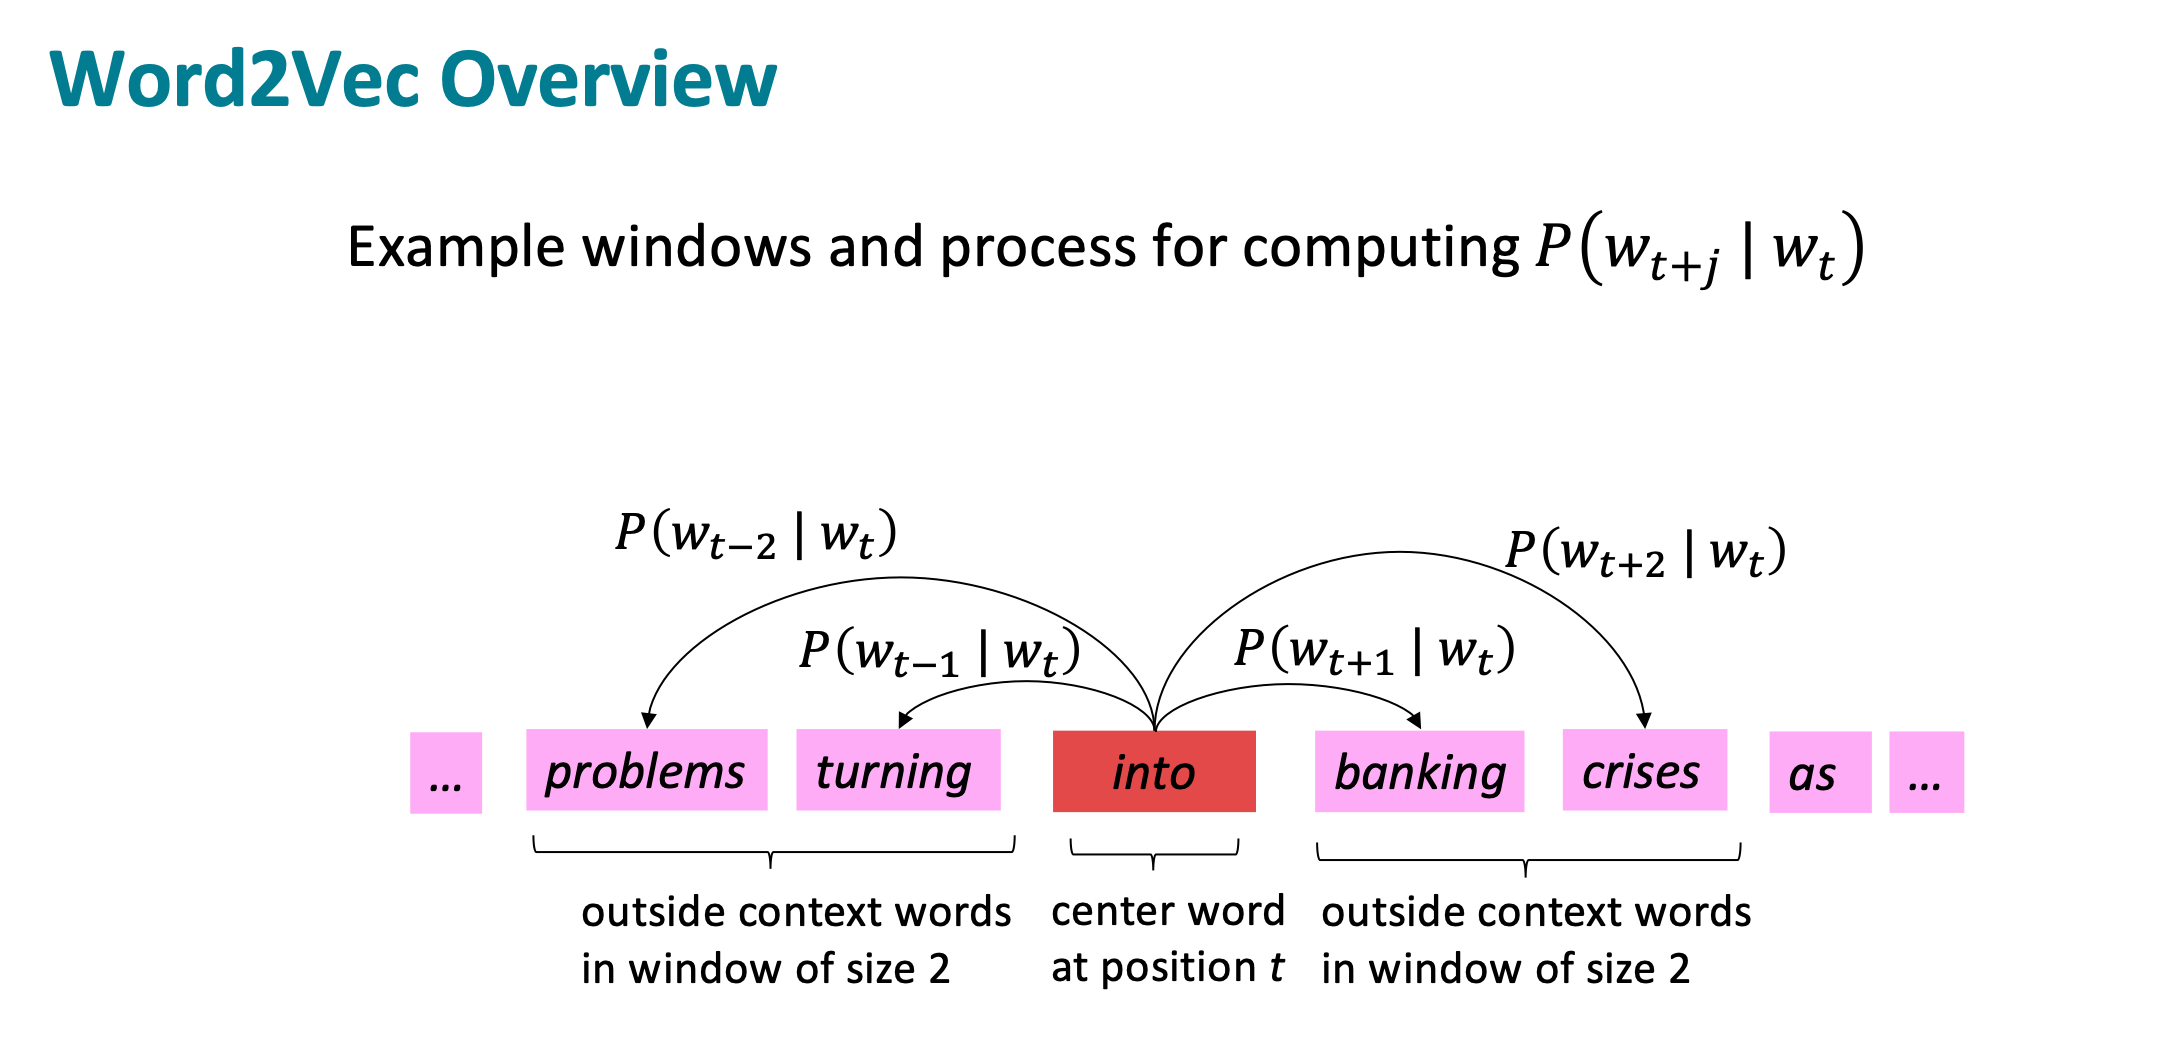 Word2Vec Overview
Example windows and process for computing P(w_{t+j} | w_t)
P(w_{t−2} | w_t)
P(w_{t+2} | w_t)
P(w_{t−1} | w_t)
P(w_{t+1} | w_t)
... problems turning into banking crises as ...
outside context words
in window of size 2
center word
at position t
outside context words
in window of size 2